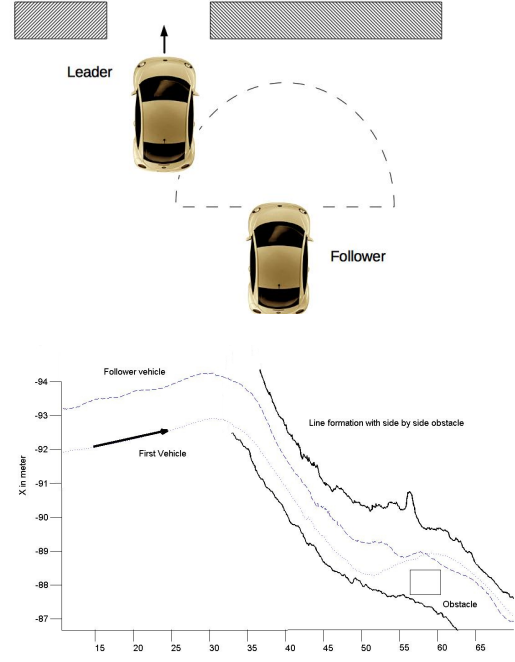 Leader
Follower
Follower vehicle
Line formation with side by side obstacle
First Vehicle
Obstacle
X in meter
-94
-93
-92
-91
-90
-89
-88
-87
15 20 25 30 35 40 45 50 55 60 65